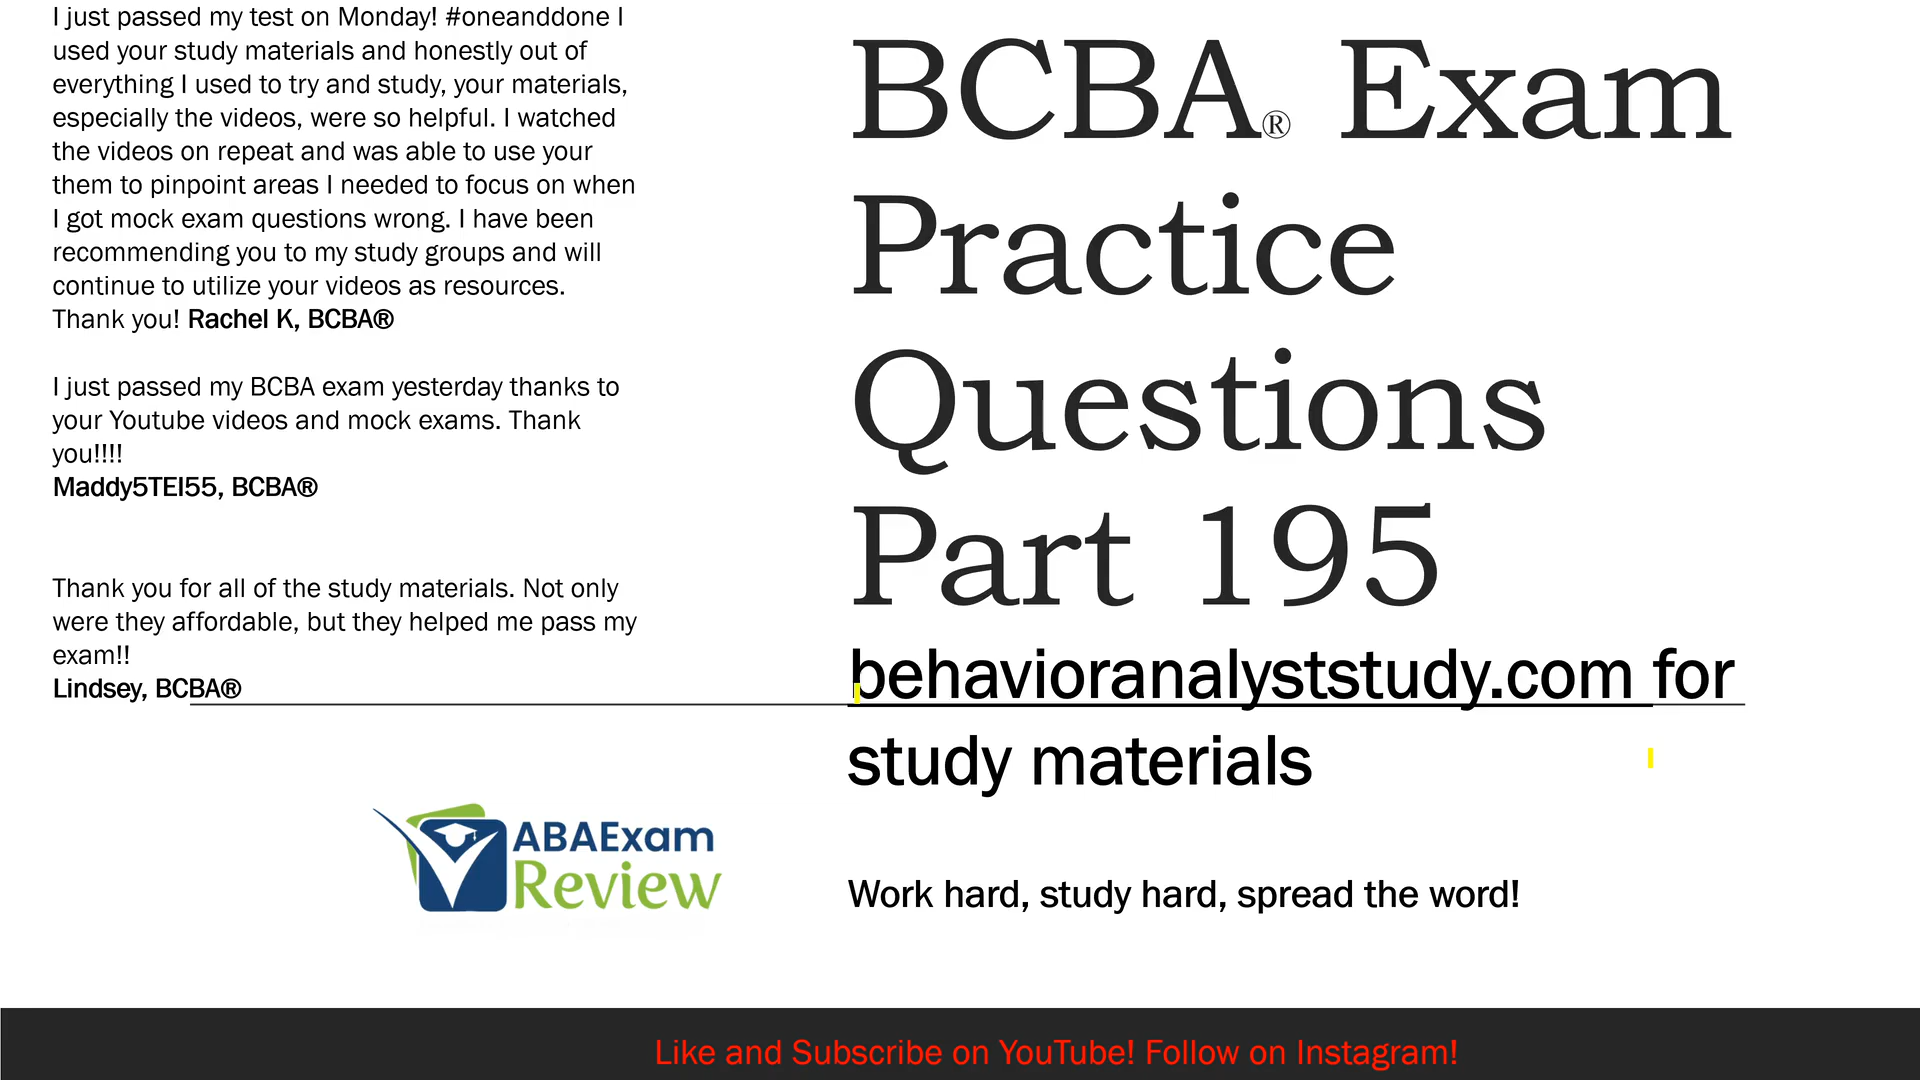 I just passed my test on Monday! #oneanddone I
used your study materials and honestly out of
everything I used to try and study, your materials,
especially the videos, were so helpful. I watched
the videos on repeat and was able to use your
them to pinpoint areas I needed to focus on when
I got mock exam questions wrong. I have been
recommending you to my study groups and will
continue to utilize your videos as resources.
Thank you! Rachel K, BCBA®
I just passed my BCBA exam yesterday thanks to
your Youtube videos and mock exams. Thank
you!!!!
Maddy5TEI55, BCBA®
Thank you for all of the study materials. Not only
were they affordable, but they helped me pass my
exam!!
Lindsey, BCBA®
BCBA® Exam
Practice
Questions
Part 195
behavioranalyststudy.com for
study materials
ABAExam
Review
Work hard, study hard, spread the word!
Like and Subscribe on YouTube! Follow on Instagram!